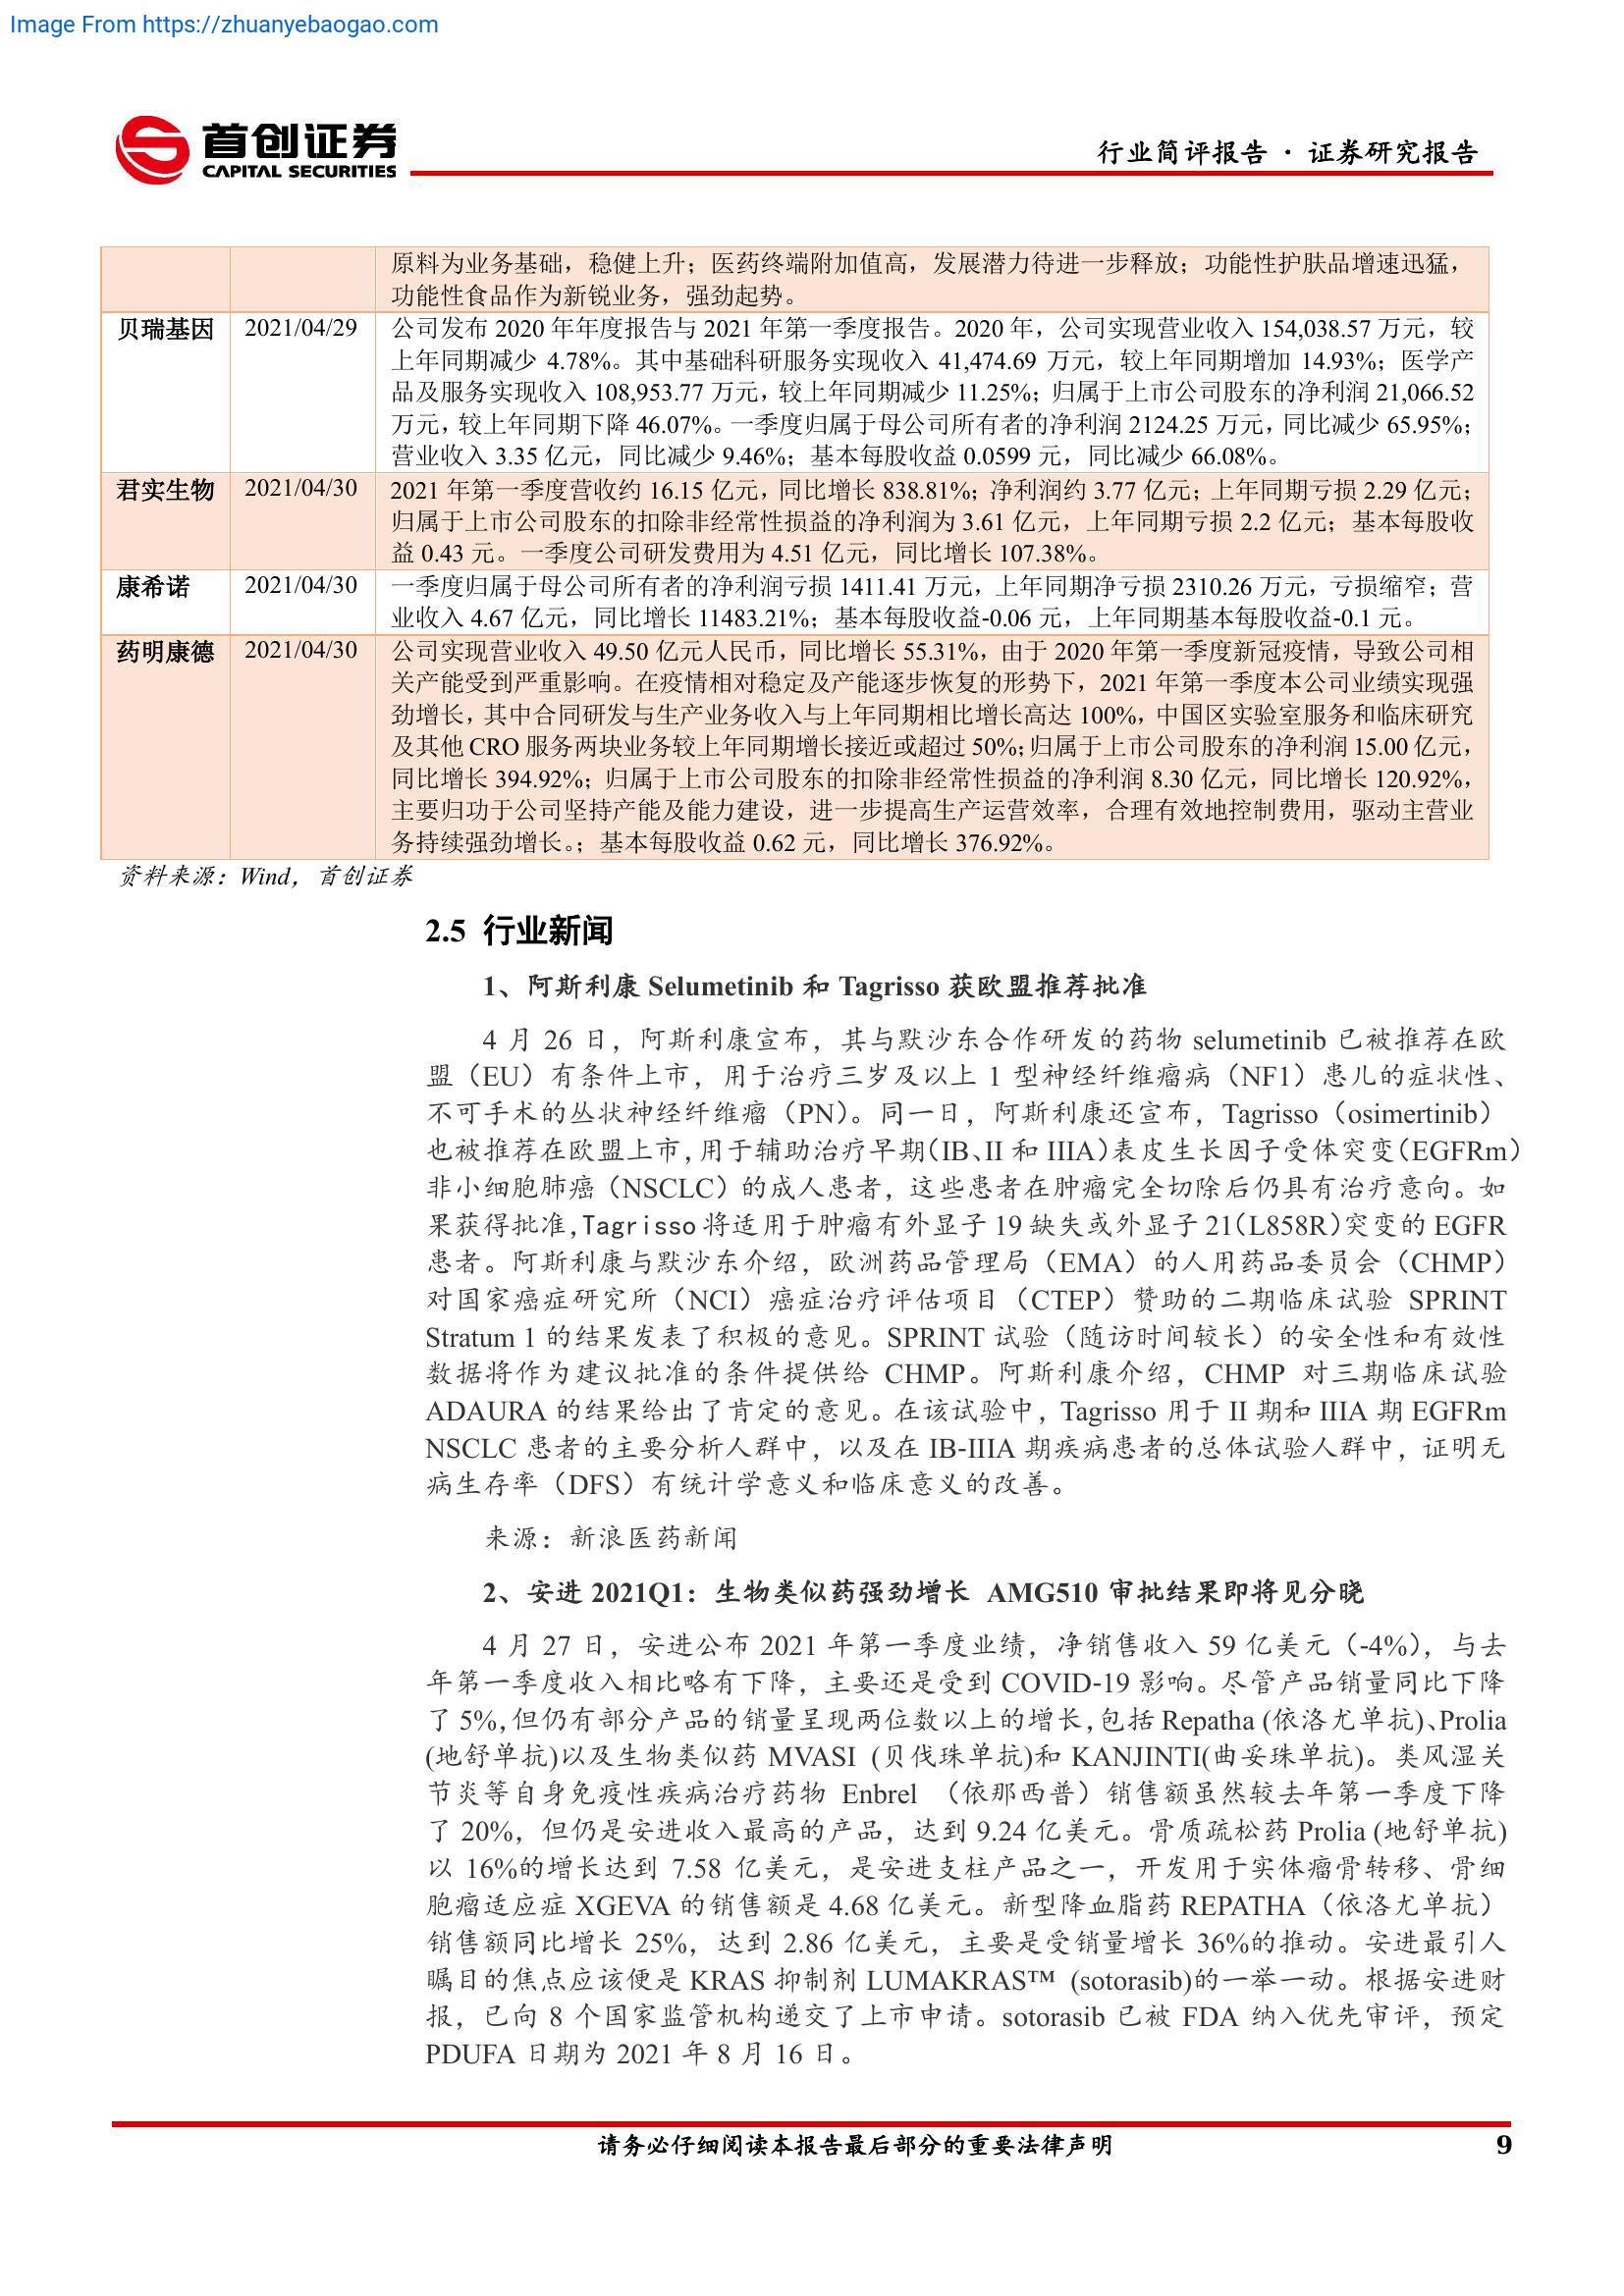 Image From https://zhuanyebaogao.com
首创证券
CAPITAL SECURITIES
行业简评报告 · 证券研究报告
原料为业务基础，稳健上升；医药终端附加值高，发展潜力待进一步释放；功能性护肤品增速迅猛，
功能性食品作为新锐业务，强劲起势。
贝瑞基因 2021/04/29 公司发布 2020 年年度报告与 2021 年第一季度报告。2020 年，公司实现营业收入 154,038.57 万元，较
上年同期减少 4.78%。其中基础科研服务实现收入 41,474.69 万元，较上年同期增加 14.93%；医学产
品及服务实现收入 108,953.77 万元，较上年同期减少 11.25%；归属于上市公司股东的净利润 21,066.52
万元，较上年同期下降 46.07%。一季度归属于母公司所有者的净利润 2124.25 万元，同比减少 65.95%；
营业收入 3.35 亿元，同比减少 9.46%；基本每股收益 0.0599 元，同比减少 66.08%。
君实生物 2021/04/30 2021 年第一季度营收约 16.15 亿元，同比增长 838.81%；净利润约 3.77 亿元；上年同期亏损 2.29 亿元；
归属于上市公司股东的扣除非经常性损益的净利润为 3.61 亿元，上年同期亏损 2.2 亿元；基本每股收
益 0.43 元。一季度公司研发费用为 4.51 亿元，同比增长 107.38%。
康希诺 2021/04/30 一季度归属于母公司所有者的净利润亏损 1411.41 万元，上年同期净亏损 2310.26 万元，亏损缩窄；营
业收入 4.67 亿元，同比增长 11483.21%；基本每股收益-0.06 元，上年同期基本每股收益-0.1 元。
药明康德 2021/04/30 公司实现营业收入 49.50 亿元人民币，同比增长 55.31%，由于 2020 年第一季度新冠疫情，导致公司相
关产能受到严重影响。在疫情相对稳定及产能逐步恢复的形势下，2021 年第一季度本公司业绩实现强
劲增长，其中合同研发与生产业务收入与上年同期相比增长高达 100%，中国区实验室服务和临床研究
及其他 CRO 服务两块业务较上年同期增长接近或超过 50%；归属于上市公司股东的净利润 15.00 亿元，
同比增长 394.92%；归属于上市公司股东的扣除非经常性损益的净利润 8.30 亿元，同比增长 120.92%，
主要归功于公司坚持产能及能力建设，进一步提高生产运营效率，合理有效地控制费用，驱动主营业
务持续强劲增长。；基本每股收益 0.62 元，同比增长 376.92%。
资料来源：Wind，首创证券
2.5 行业新闻
1、阿斯利康 Selumetinib 和 Tagrisso 获欧盟推荐批准
4 月 26 日，阿斯利康宣布，其与默沙东合作研发的药物 selumetinib 已被推荐在欧
盟（EU）有条件上市，用于治疗三岁及以上 1 型神经纤维瘤病（NF1）患儿的症状性、
不可手术的丛状神经纤维瘤（PN）。同一日，阿斯利康还宣布，Tagrisso（osimertinib）
也被推荐在欧盟上市，用于辅助治疗早期（IB、II 和 IIIA）表皮生长因子受体突变（EGFRm）
非小细胞肺癌（NSCLC）的成人患者，这些患者在肿瘤完全切除后仍具有治疗意向。如
果获得批准，Tagrisso 将适用于肿瘤有外显子 19 缺失或外显子 21（L858R）突变的 EGFR
患者。阿斯利康与默沙东介绍，欧洲药品管理局（EMA）的人用药品委员会（CHMP）
对国家癌症研究所（NCI）癌症治疗评估项目（CTEP）赞助的二期临床试验 SPRINT
Stratum 1 的结果发表了积极的意见。SPRINT 试验（随访时间较长）的安全性和有效性
数据将作为建议批准的条件提供给 CHMP。阿斯利康介绍，CHMP 对三期临床试验
ADAURA 的结果给出了肯定的意见。在该试验中，Tagrisso 用于 II 期和 IIIA 期 EGFRm
NSCLC 患者的主要分析人群中，以及在 IB-IIIA 期疾病患者的总体试验人群中，证明无
病生存率（DFS）有统计学意义和临床意义的改善。
来源：新浪医药新闻
2、安进 2021Q1：生物类似药强劲增长 AMG510 审批结果即将见分晓
4 月 27 日，安进公布 2021 年第一季度业绩，净销售收入 59 亿美元（-4%），与去
年第一季度收入相比略有下降，主要还是受到 COVID-19 影响。尽管产品销量同比下降
了 5%，但仍有部分产品的销量呈现两位数以上的增长，包括 Repatha (依洛尤单抗)、Prolia
(地舒单抗)以及生物类似药 MVASI (贝伐珠单抗)和 KANJINTI(曲妥珠单抗)。类风湿关
节炎等自身免疫性疾病治疗药物 Enbrel （依那西普）销售额虽然较去年第一季度下降
了 20%，但仍是安进收入最高的产品，达到 9.24 亿美元。骨质疏松药 Prolia (地舒单抗)
以 16%的增长达到 7.58 亿美元，是安进支柱产品之一，开发用于实体瘤骨转移、骨细
胞瘤适应症 XGEVA 的销售额是 4.68 亿美元。新型降血脂药 REPATHA（依洛尤单抗）
销售额同比增长 25%，达到 2.86 亿美元，主要是受销量增长 36%的推动。安进最引人
瞩目的焦点应该便是 KRAS 抑制剂 LUMAKRAS™ (sotorasib)的一举一动。根据安进财
报，已向 8 个国家监管机构递交了上市申请。sotorasib 已被 FDA 纳入优先审评，预定
PDUFA 日期为 2021 年 8 月 16 日。
请务必仔细阅读本报告最后部分的重要法律声明 9